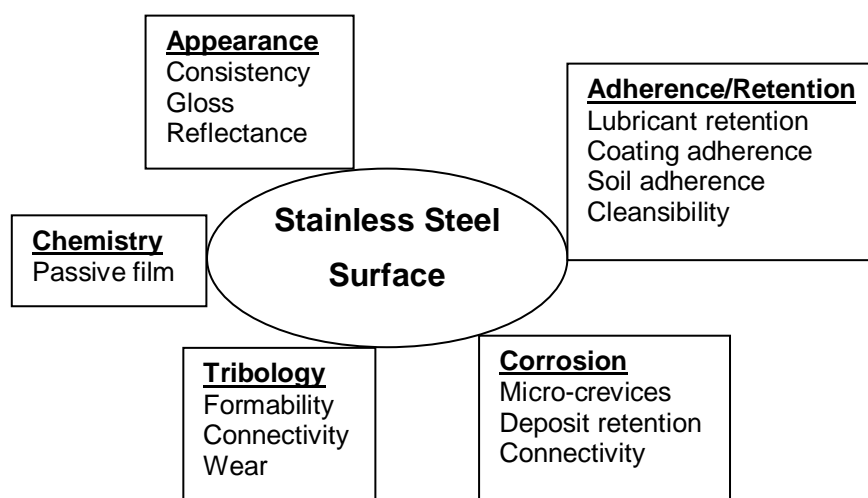 Appearance
Consistency
Gloss
Reflectance
Adherence/Retention
Lubricant retention
Coating adherence
Soil adherence
Cleansibility
Stainless Steel
Surface
Chemistry
Passive film
Tribology
Formability
Connectivity
Wear
Corrosion
Micro-crevices
Deposit retention
Connectivity